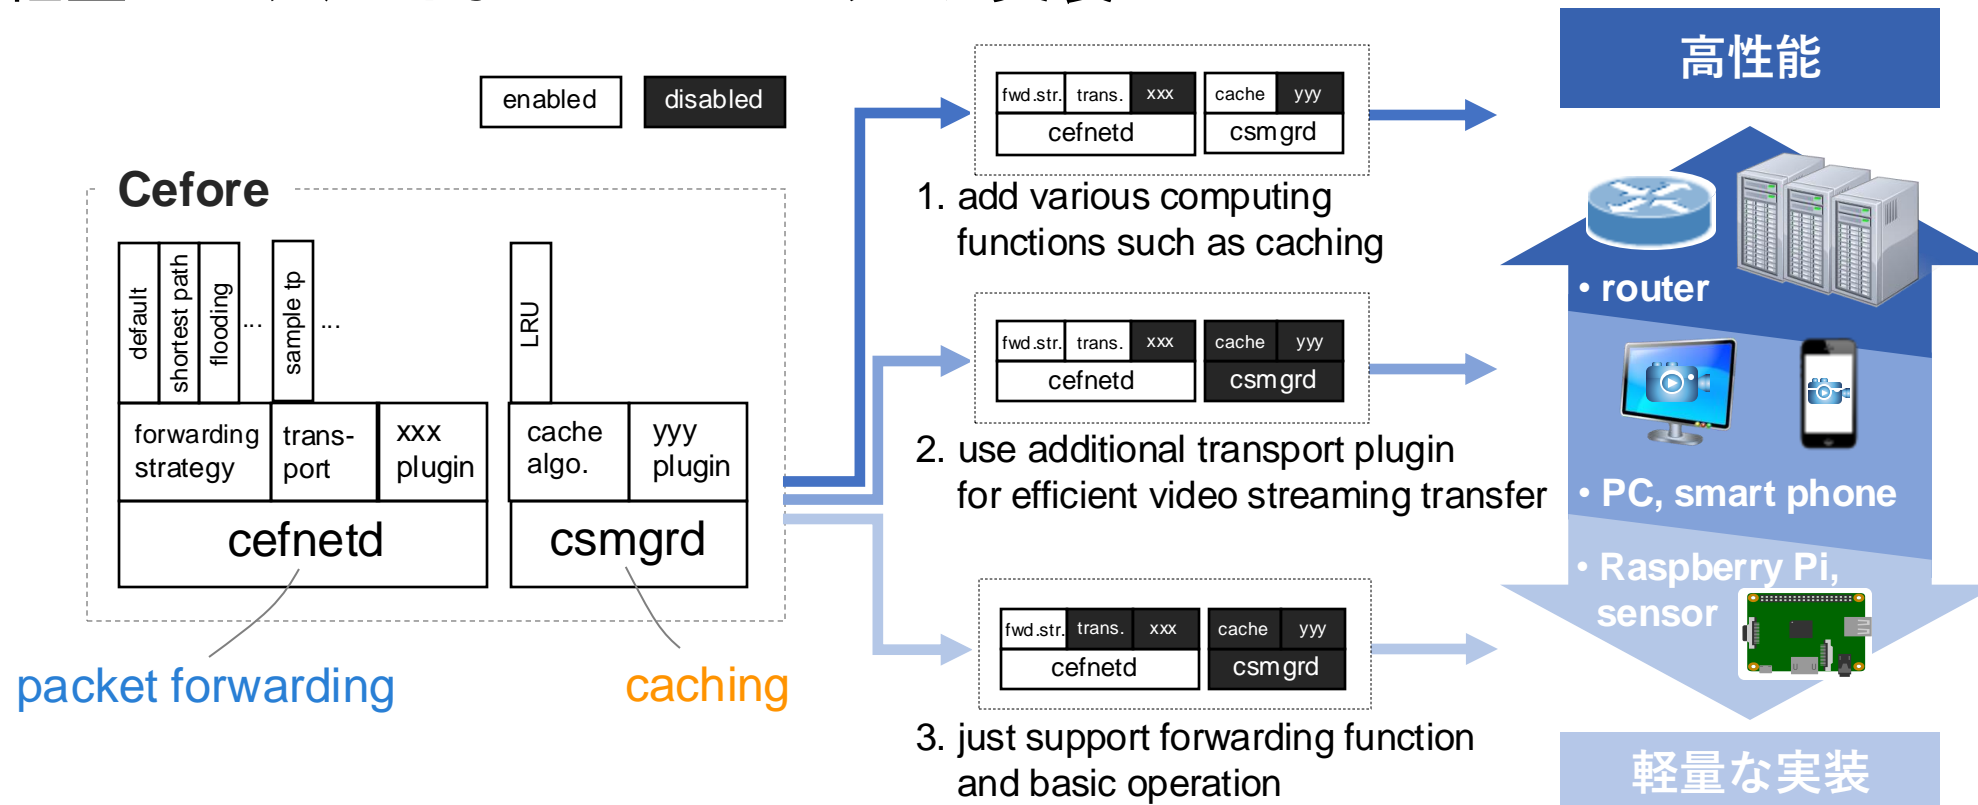 enabled
disabled
Cefore
default
shortest path
flooding
...
sample tp
...
LRU
forwarding
strategy
trans-
port
xxx
plugin
cache
algo.
yyy
plugin
cefnetd
csmgrd
packet forwarding
caching
fwd.str.
trans.
xxx
cache
yyy
cefnetd
csmgrd
1. add various computing
functions such as caching
fwd.str.
trans.
xxx
cache
yyy
cefnetd
csmgrd
2. use additional transport plugin
for efficient video streaming transfer
fwd.str.
trans.
xxx
cache
yyy
cefnetd
csmgrd
3. just support forwarding function
and basic operation
高性能
• router
• PC, smart phone
• Raspberry Pi,
sensor
軽量な実装